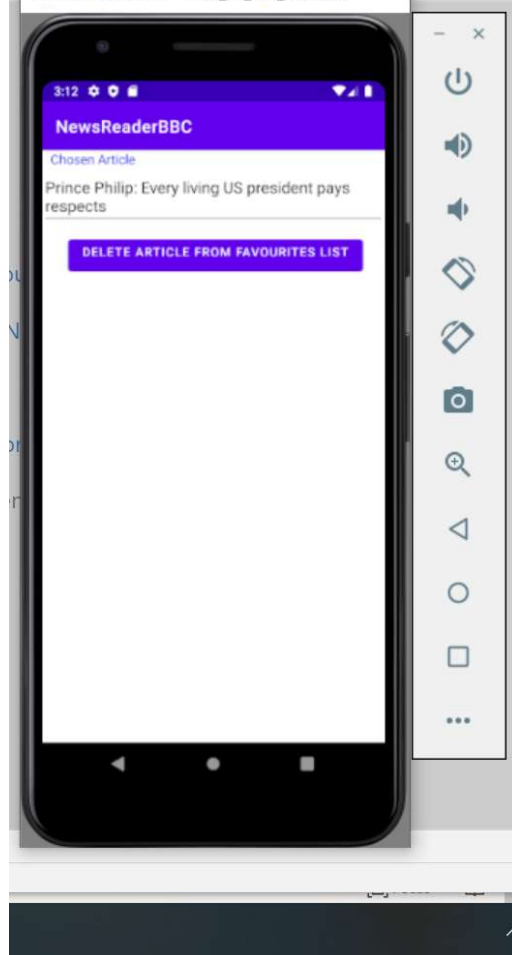 3:12
NewsReaderBBC
Chosen Article
Prince Philip: Every living US president pays
respects
DELETE ARTICLE FROM FAVOURITES LIST